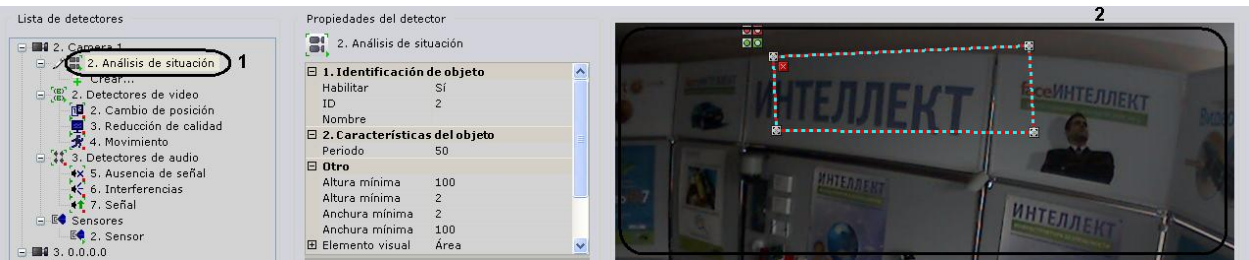 Lista de detectores
2. Camera 1
2. Análisis de situación
1
Crear...
2. Detectores de video
2. Cambio de posición
3. Reducción de calidad
4. Movimiento
3. Detectores de audio
5. Ausencia de señal
6. Interferencias
7. Señal
Sensores
2. Sensor
3. 0.0.0.0
Propiedades del detector
2. Análisis de situación
1. Identificación de objeto
Habilitar Sí
ID 2
Nombre
2. Características del objeto
Periodo 50
Otro
Altura mínima 100
Altura mínima 2
Anchura mínima 2
Anchura mínima 100
Elemento visual Área
2
ИНТЕЛЛЕКТ
faceИНТЕЛЛЕКТ
ИНТЕЛЛЕКТ
ИНТЕЛЛЕКТ